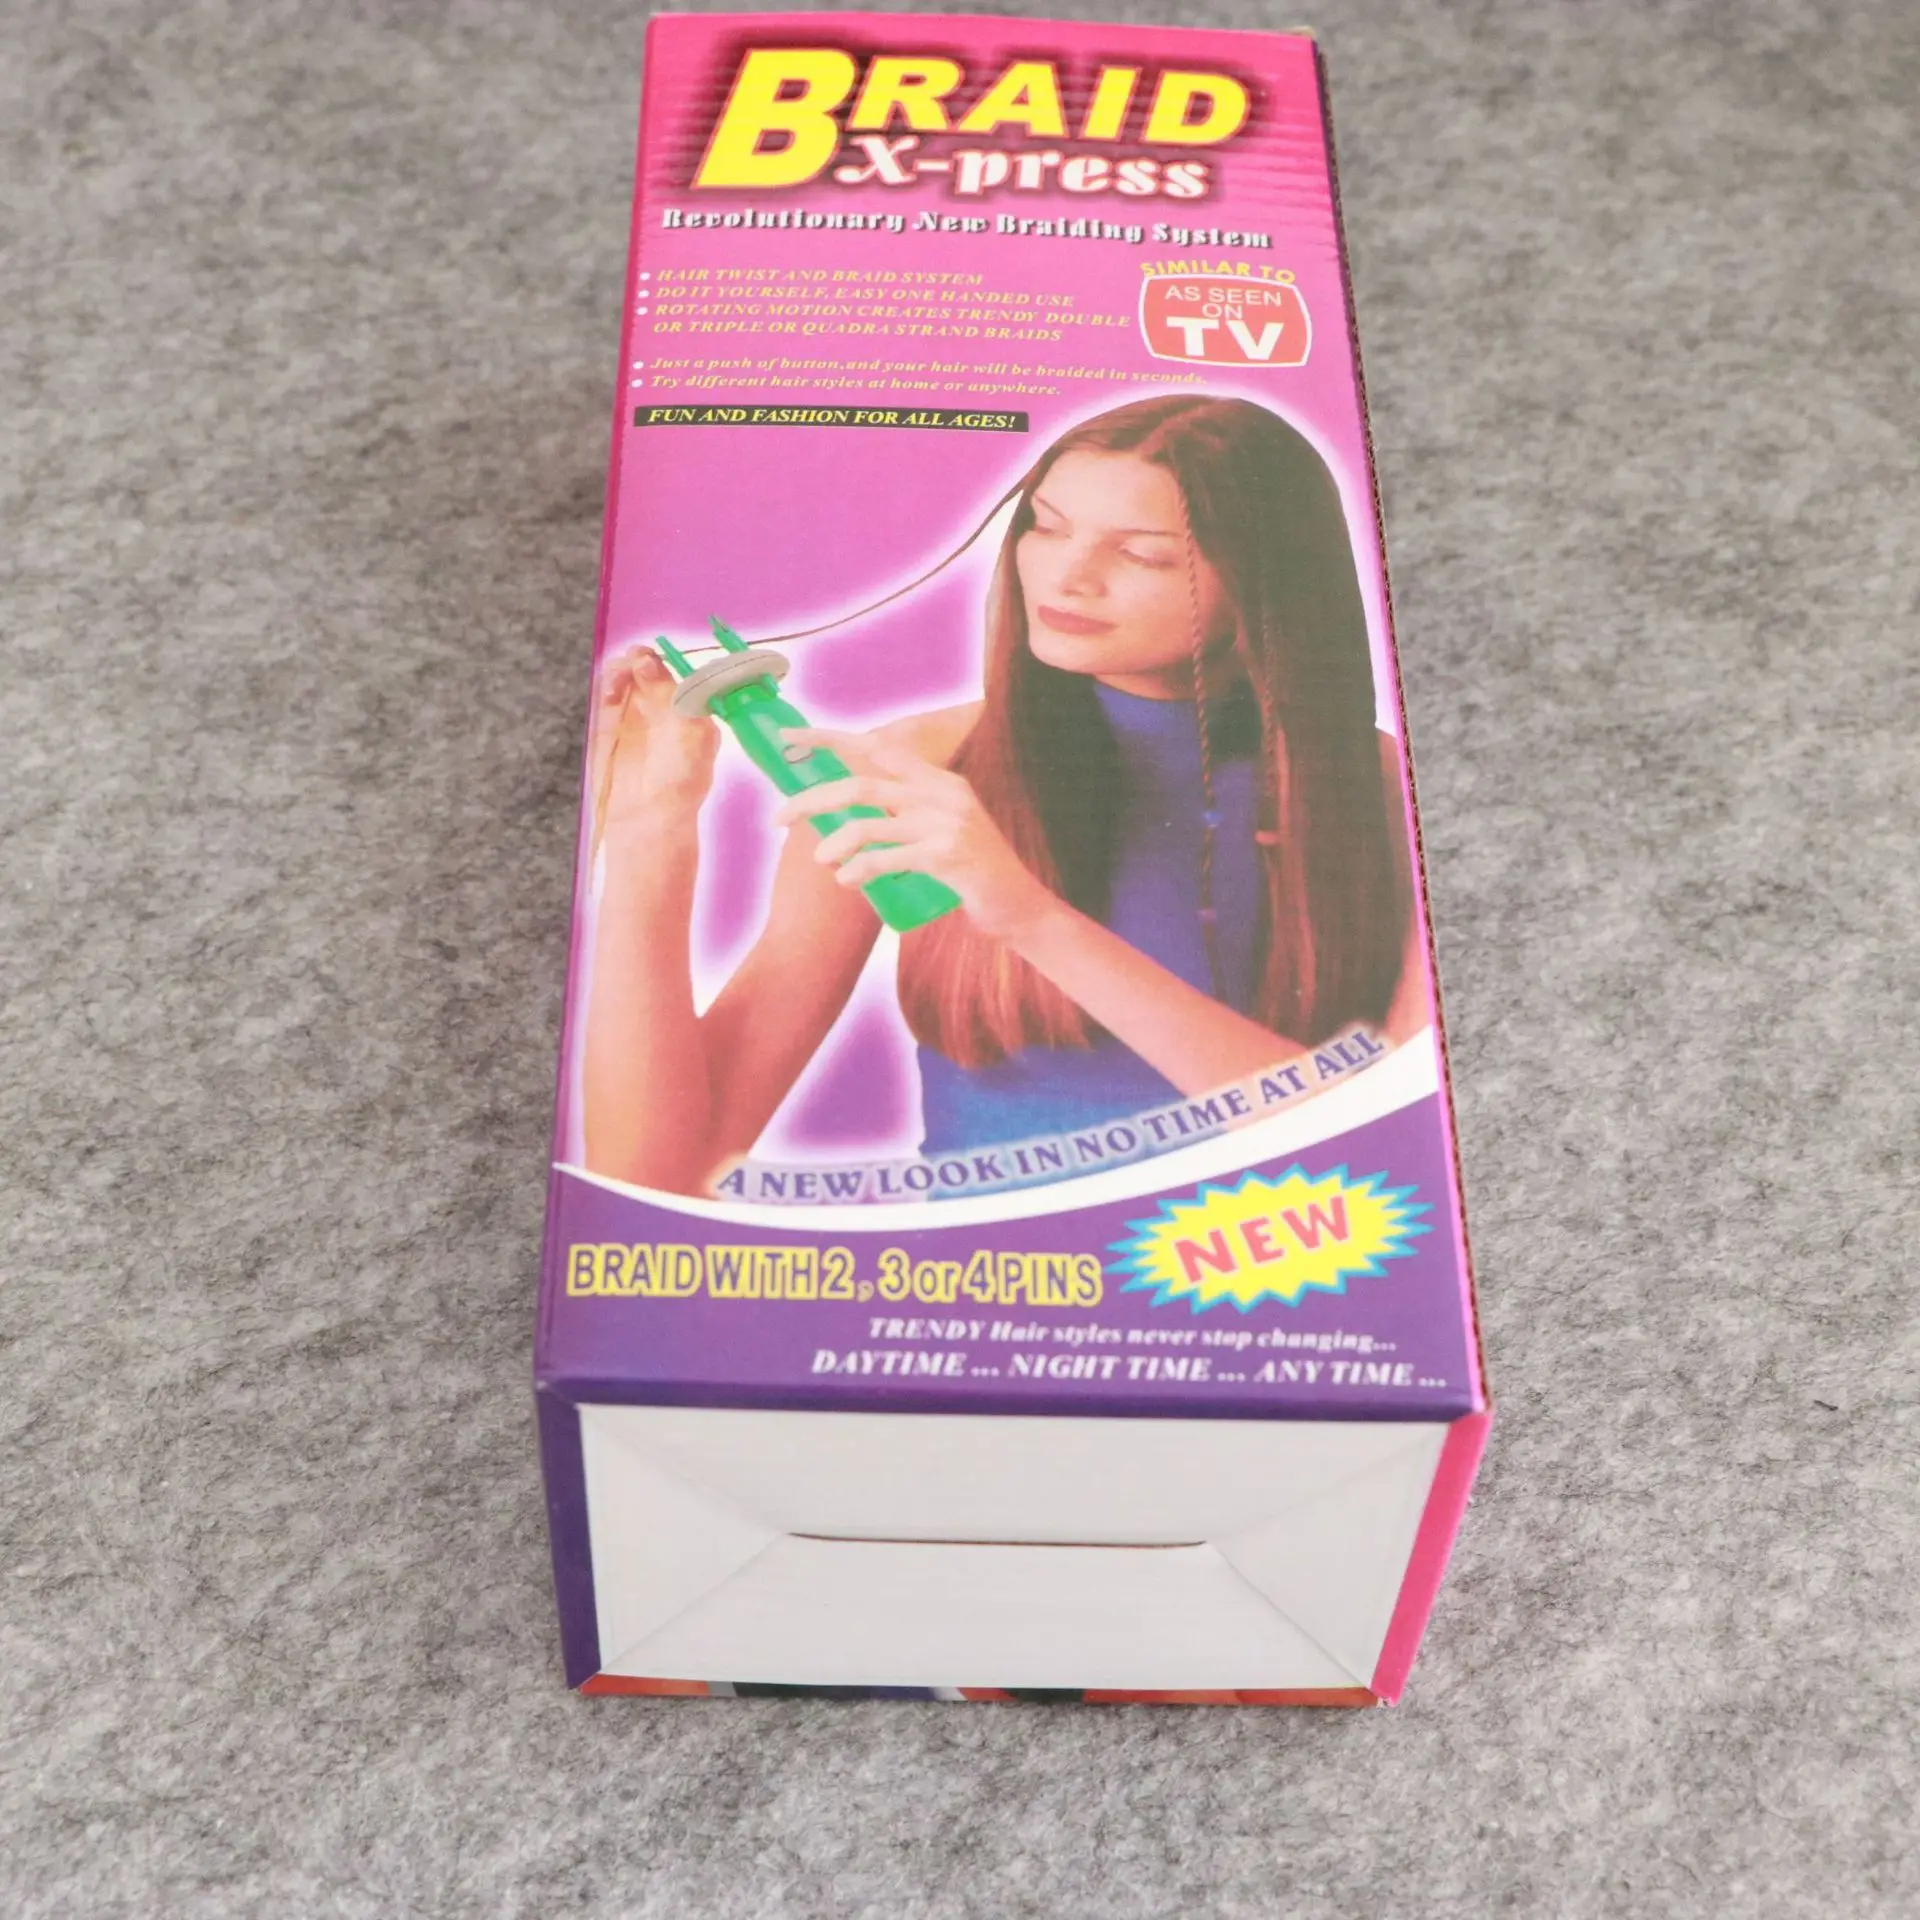 BRAID
x-press
Revolutionary New Braiding System
SIMILAR TO
AS SEEN
ON
TV
• HAIR TWIST AND BRAID SYSTEM
• DO IT YOURSELF, EASY ONE HANDED USE
• ROTATING MOTION CREATES TRENDY DOUBLE
OR TRIPLE OR QUADRA STRAND BRAIDS
• Just a push of button,and your hair will be braided in seconds.
• Try different hair styles at home or anywhere.
FUN AND FASHION FOR ALL AGES!
A NEW LOOK IN NO TIME AT ALL
BRAID WITH 2, 3 or 4 PINS
NEW
TRENDY Hair styles never stop changing...
DAYTIME ... NIGHT TIME ... ANY TIME ...